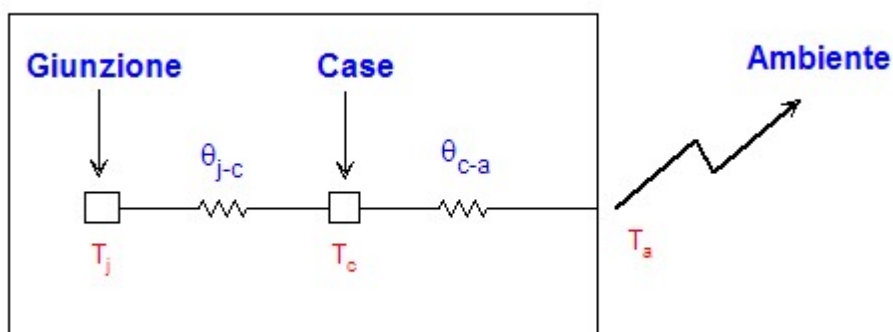 Giunzione
Case
Ambiente
θj-c
θc-a
Tj
Tc
Ta